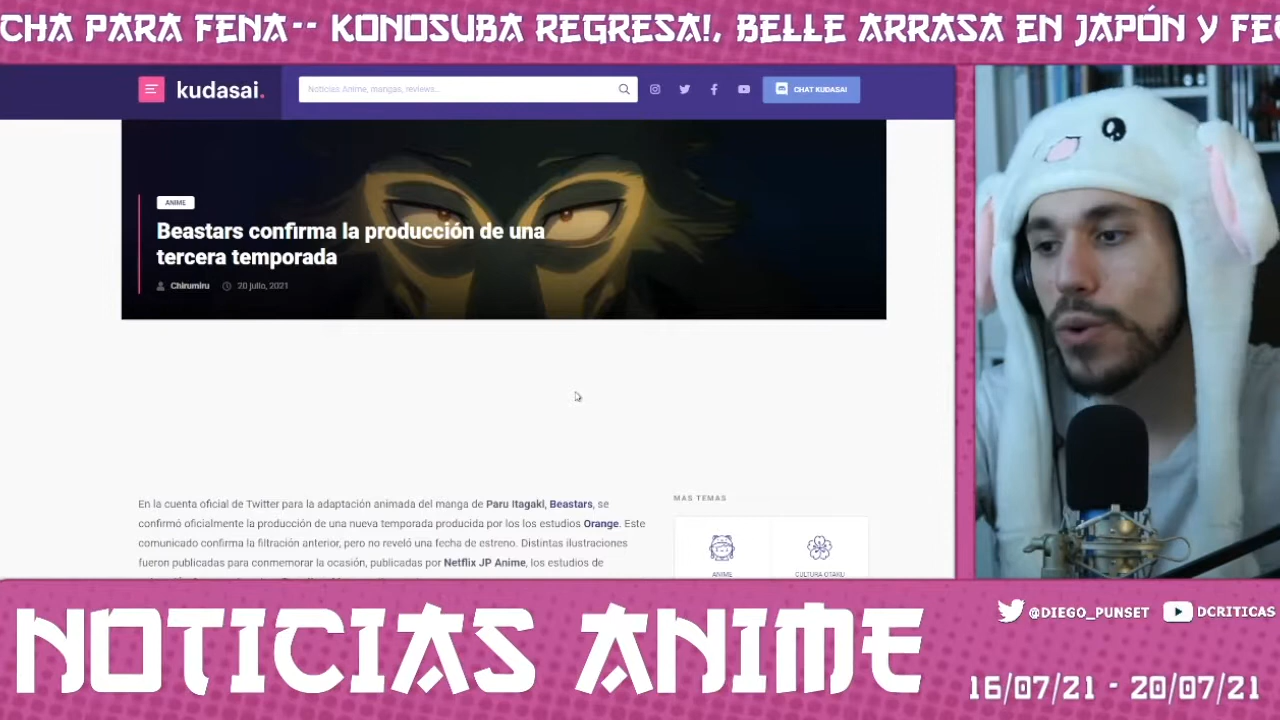 CHA PARA FENA-- KONOSUBA REGRESA!, BELLE ARRASA EN JAPÓN Y FE
kudasai.
Noticias Anime, mangas, reviews..
CHAT KUDASAI
ANIME
Beastars confirma la producción de una
tercera temporada
Chirumiru 20 julio, 2021
En la cuenta oficial de Twitter para la adaptación animada del manga de Paru Itagaki, Beastars, se
confirmó oficialmente la producción de una nueva temporada producida por los los estudios Orange. Este
comunicado confirma la filtración anterior, pero no reveló una fecha de estreno. Distintas ilustraciones
fueron publicadas para conmemorar la ocasión, publicadas por Netflix JP Anime, los estudios de
MAS TEMAS
ANIME
CULTURA OTAKU
NOTICIAS ANIME
@DIEGO_PUNSET
DCRITICAS
16/07/21 - 20/07/21